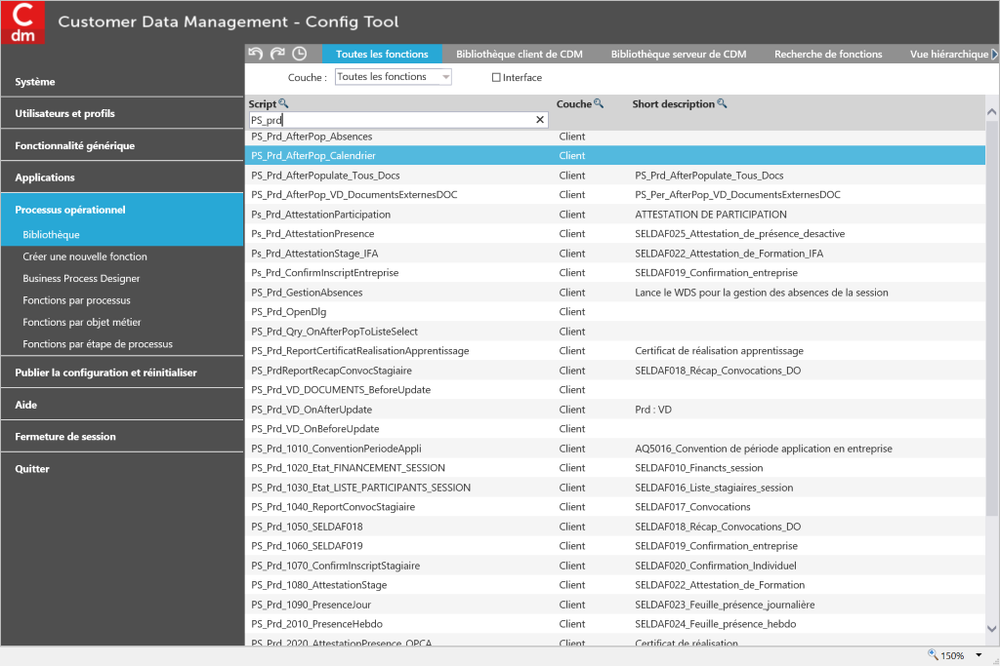 C
dm
Customer Data Management - Config Tool
Toutes les fonctions Bibliothèque client de CDM Bibliothèque serveur de CDM Recherche de fonctions Vue hiérarchique
Couche : Toutes les fonctions Interface
Système
Utilisateurs et profils
Fonctionnalité générique
Applications
Processus opérationnel
Bibliothèque
Créer une nouvelle fonction
Business Process Designer
Fonctions par processus
Fonctions par objet métier
Fonctions par étape de processus
Publier la configuration et réinitialiser
Aide
Fermeture de session
Quitter
Script Couche Short description
PS_prd
PS_Prd_AfterPop_Absences Client
PS_Prd_AfterPop_Calendrier Client
PS_Prd_AfterPopulate_Tous_Docs Client PS_Prd_AfterPopulate_Tous_Docs
PS_Prd_AfterPop_VD_DocumentsExternesDOC Client PS_Per_AfterPop_VD_DocumentsExternesDOC
Ps_Prd_AttestationParticipation Client ATTESTATION DE PARTICIPATION
Ps_Prd_AttestationPresence Client SELDAF025_Attestation_de_présence_desactive
Ps_Prd_AttestationStage_IFA Client SELDAF022_Attestation_de_Formation_IFA
Ps_Prd_ConfirmInscriptEntreprise Client SELDAF019_Confirmation_entreprise
PS_Prd_GestionAbsences Client Lance le WDS pour la gestion des absences de la session
PS_Prd_OpenDlg Client
PS_Prd_Qry_OnAfterPopToListeSelect Client
PS_Prd_ReportCertificatRealisationApprentissage Client Certificat de réalisation apprentissage
PS_PrdReportRecapConvocStagiaire Client SELDAF018_Récap_Convocations_DO
PS_Prd_VD_DOCUMENTS_BeforeUpdate Client
PS_Prd_VD_OnAfterUpdate Client Prd : VD
PS_Prd_VD_OnBeforeUpdate Client
PS_Prd_1010_ConventionPeriodeAppli Client AQ5016_Convention de période application en entreprise
PS_Prd_1020_Etat_FINANCEMENT_SESSION Client SELDAF010_Financts_session
PS_Prd_1030_Etat_LISTE_PARTICIPANTS_SESSION Client SELDAF016_Liste_stagiaires_session
PS_Prd_1040_ReportConvocStagiaire Client SELDAF017_Convocations
PS_Prd_1050_SELDAF018 Client SELDAF018_Récap_Convocations_DO
PS_Prd_1060_SELDAF019 Client SELDAF019_Confirmation_entreprise
PS_Prd_1070_ConfirmInscriptStagiaire Client SELDAF020_Confirmation_Individuel
PS_Prd_1080_AttestationStage Client SELDAF022_Attestation_de_Formation
PS_Prd_1090_PresenceJour Client SELDAF023_Feuille_présence_journalière
PS_Prd_2010_PresenceHebdo Client SELDAF024_Feuille_présence_hebdo
PS_Prd_2020_AttestationPresence_OPCA Client Certificat de réalisation
150%